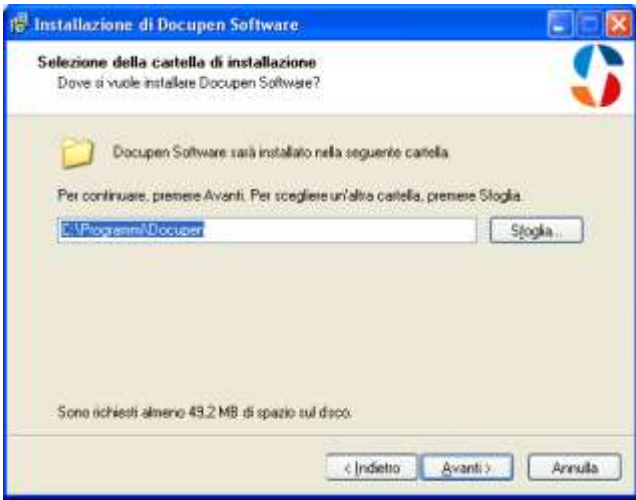 Installazione di Docupen Software
Selezione della cartella di installazione
Dove si vuole installare Docupen Software?
Docupen Software sarà installato nella seguente cartella.
Per continuare, premere Avanti. Per scegliere un'altra cartella, premere Sfoglia.
C:\Programmi\Docupen
Sfoglia...
Sono richiesti almeno 49.2 MB di spazio sul disco.
< Indietro
Avanti >
Annulla